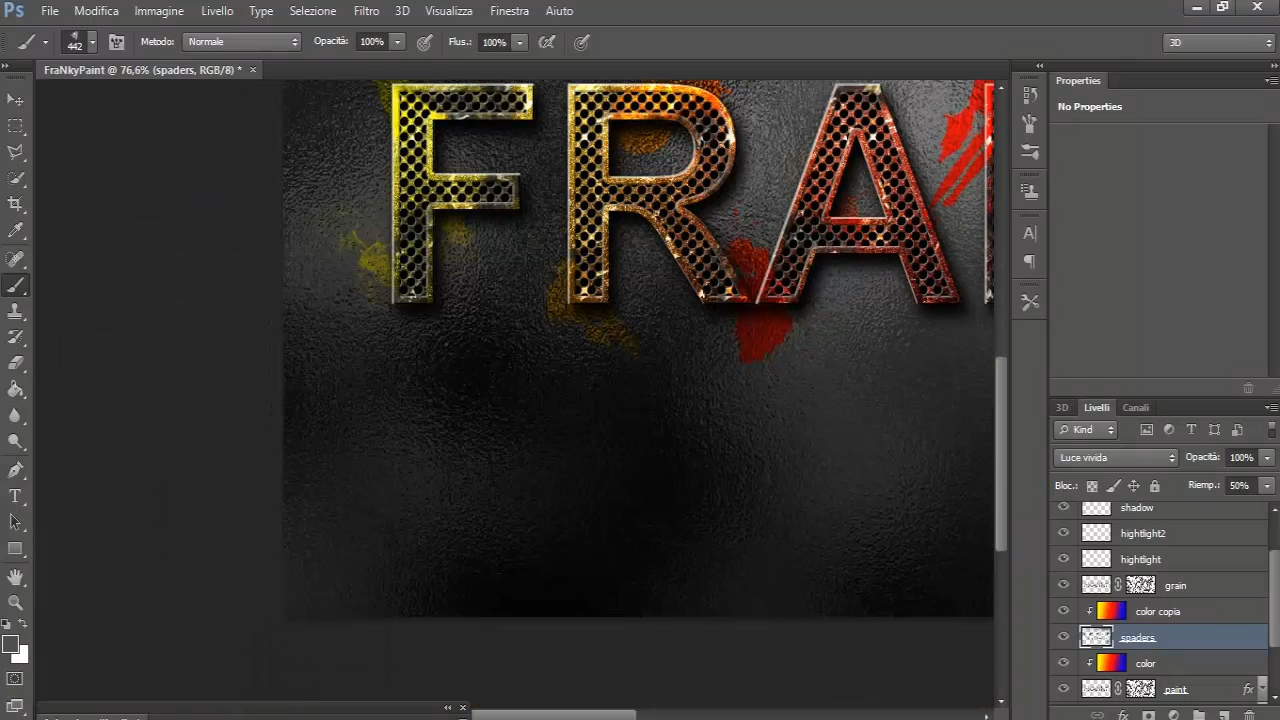 Ps File Modifica Immagine Livello Type Selezione Filtro 3D Visualizza Finestra Aiuto
442 Metodo: Normale Opacità: 100% Flus.: 100% 3D
FraNkyPaint @ 76,6% (spaders, RGB/8) *
Properties
No Properties
FRA
3D Livelli Canali
Kind
Luce vivida Opacità: 100%
Bloc.: Riemp.: 50%
shadow
hightlight2
hightlight
grain
color copia
spaders
color
paint fx